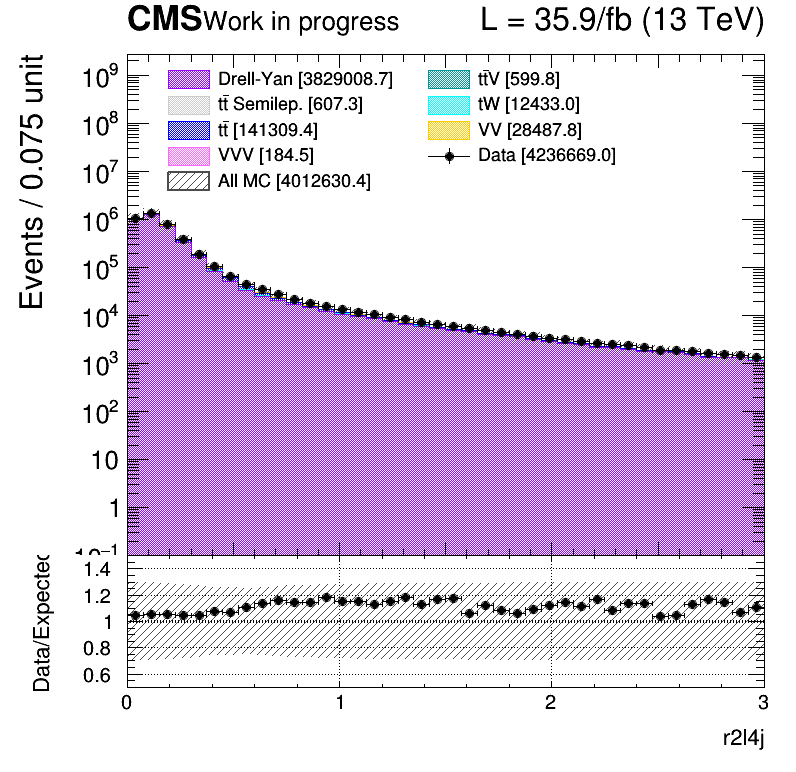 CMS Work in progress L = 35.9/fb (13 TeV)
Events / 0.075 unit
10⁹
10⁸
10⁷
10⁶
10⁵
10⁴
10³
10²
10
1
10⁻¹
Drell-Yan [3829008.7]
tt̄ Semilep. [607.3]
tt̄ [141309.4]
VVV [184.5]
All MC [4012630.4]
tt̄V [599.8]
tW [12433.0]
VV [28487.8]
Data [4236669.0]
Data/Expected
1.4
1.2
1
0.8
0.6
0 1 2 3
r2l4j